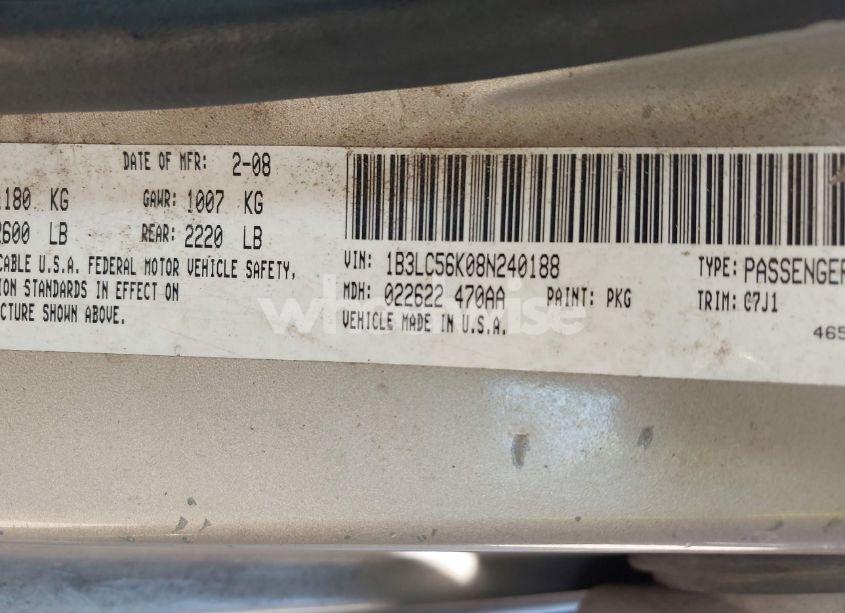 DATE OF MFR: 2-08
1180 KG GAWR: 1007 KG
2600 LB REAR: 2220 LB
CABLE U.S.A. FEDERAL MOTOR VEHICLE SAFETY,
ION STANDARDS IN EFFECT ON
CTURE SHOWN ABOVE.
VIN: 1B3LC56K08N240188 TYPE: PASSENGER
MDH: 022622 470AA PAINT: PKG TRIM: G7J1
VEHICLE MADE IN U.S.A.
465